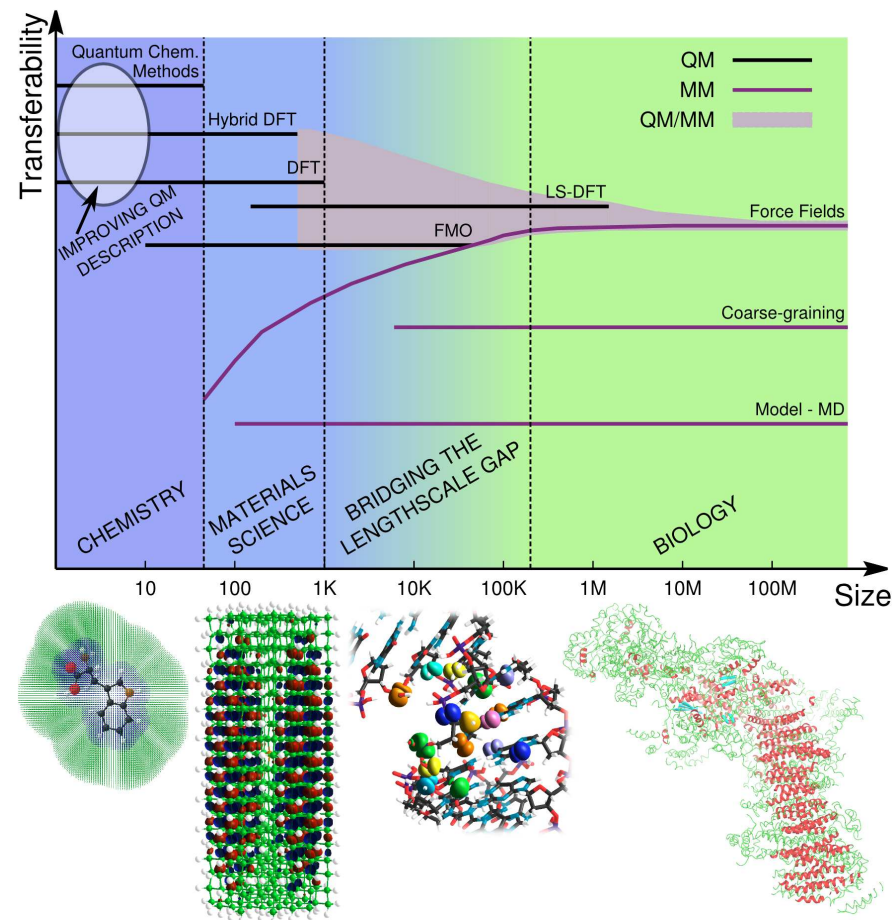 Transferability
Quantum Chem.
Methods
QM
MM
QM/MM
Hybrid DFT
DFT
LS-DFT
Force Fields
FMO
IMPROVING QM
DESCRIPTION
Coarse-graining
Model - MD
CHEMISTRY
MATERIALS
SCIENCE
BRIDGING THE
LENGTHSCALE GAP
BIOLOGY
10
100
1K
10K
100K
1M
10M
100M
Size